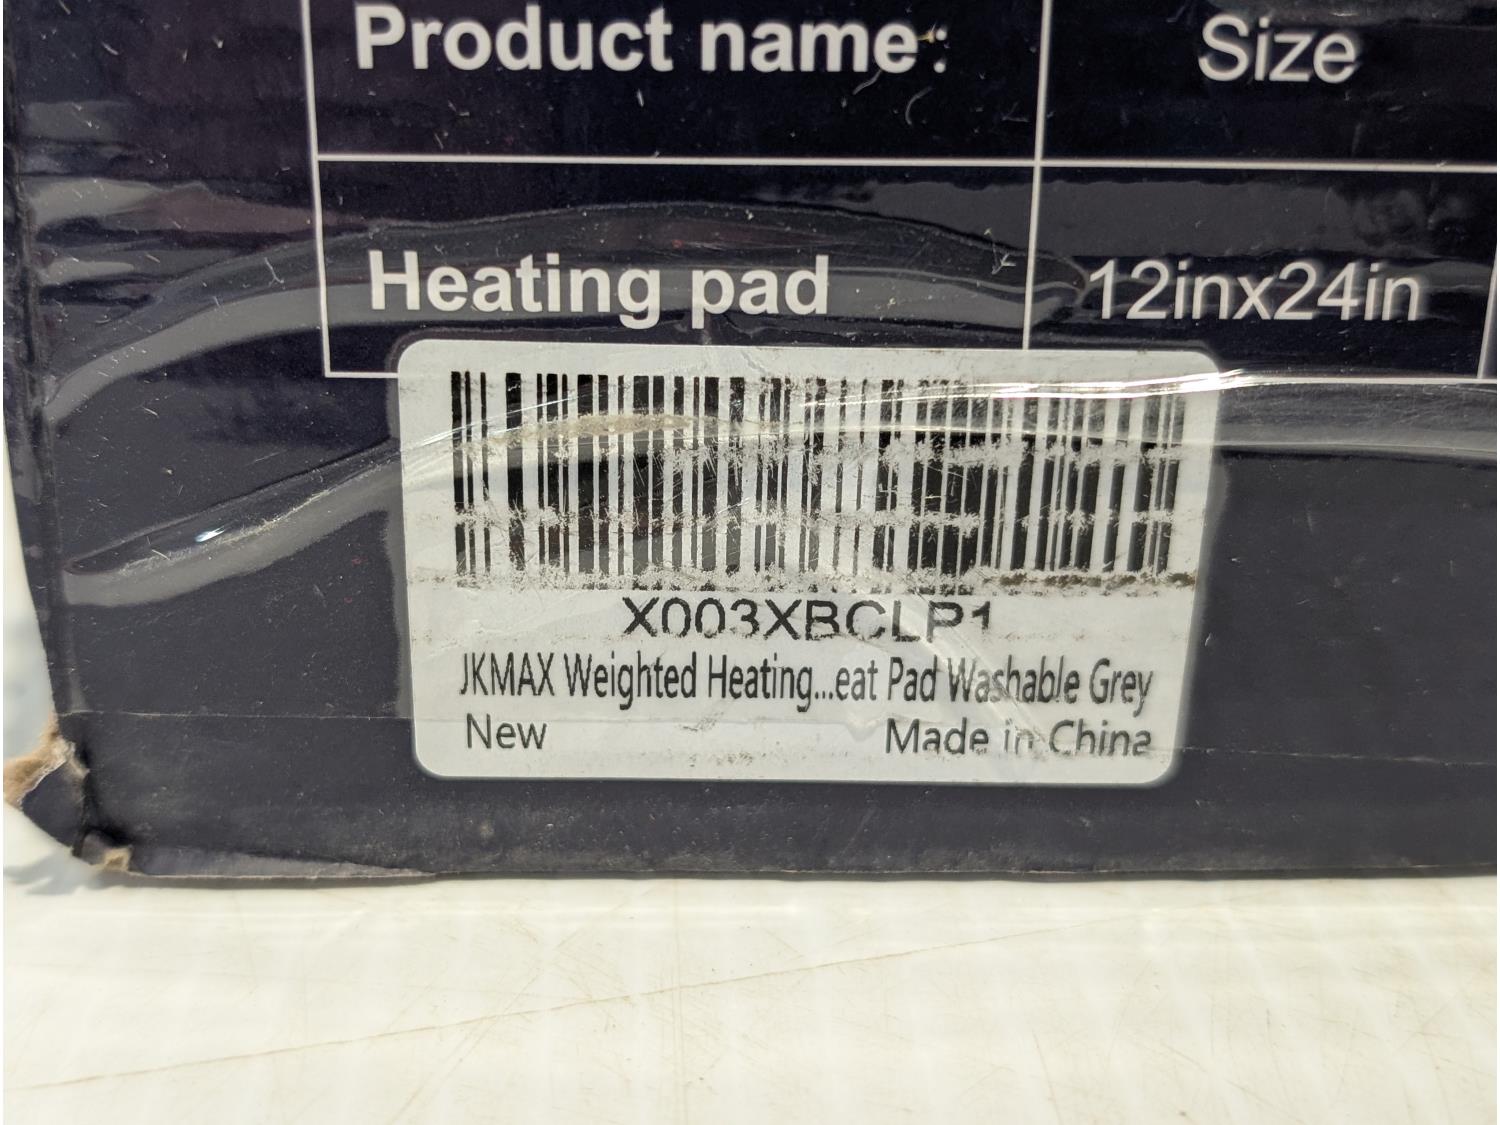 Product name: Size
Heating pad 12inx24in
X003XBCLP1
JKMAX Weighted Heating...eat Pad Washable Grey
New Made in China